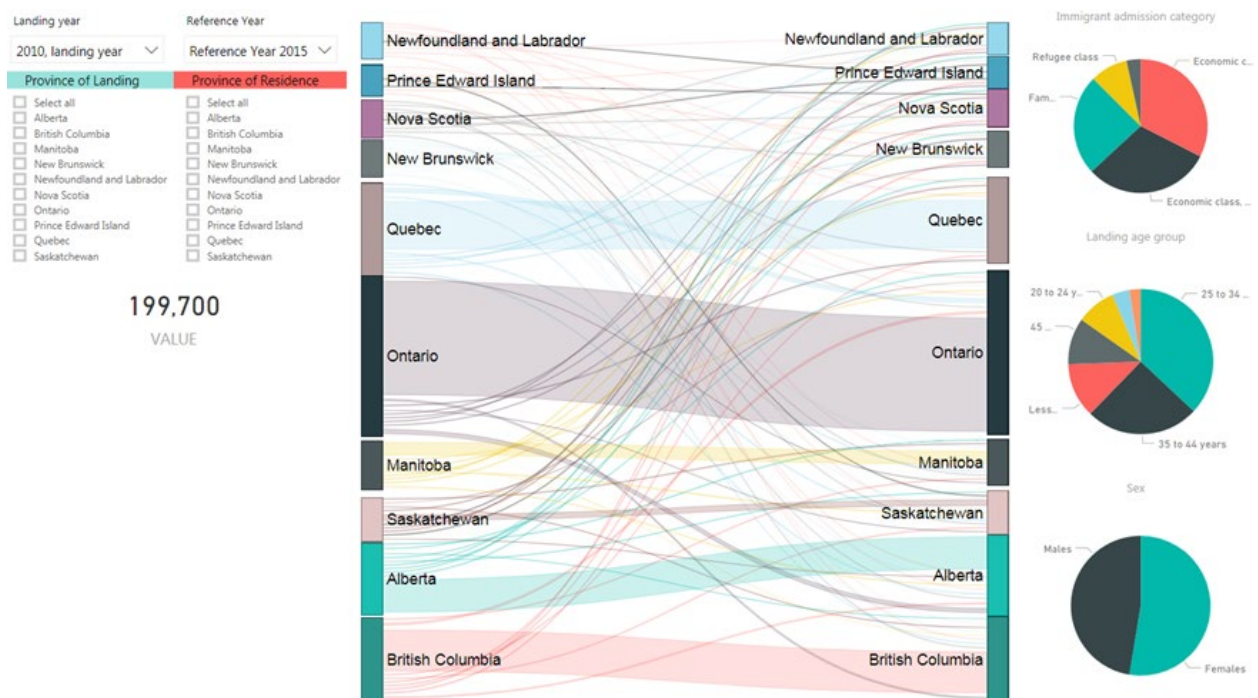 Landing year
Reference Year
2010, landing year
Reference Year 2015
Province of Landing
Province of Residence
Select all
Alberta
British Columbia
Manitoba
New Brunswick
Newfoundland and Labrador
Nova Scotia
Ontario
Prince Edward Island
Quebec
Saskatchewan
Select all
Alberta
British Columbia
Manitoba
New Brunswick
Newfoundland and Labrador
Nova Scotia
Ontario
Prince Edward Island
Quebec
Saskatchewan
199,700
VALUE
Newfoundland and Labrador
Prince Edward Island
Nova Scotia
New Brunswick
Quebec
Ontario
Manitoba
Saskatchewan
Alberta
British Columbia
Newfoundland and Labrador
Prince Edward Island
Nova Scotia
New Brunswick
Quebec
Ontario
Manitoba
Saskatchewan
Alberta
British Columbia
Immigrant admission category
Refugee class
Economic c...
Fam...
Economic class, ...
Landing age group
20 to 24 y...
25 to 34 ...
45 ...
Less...
35 to 44 years
Sex
Males
Females